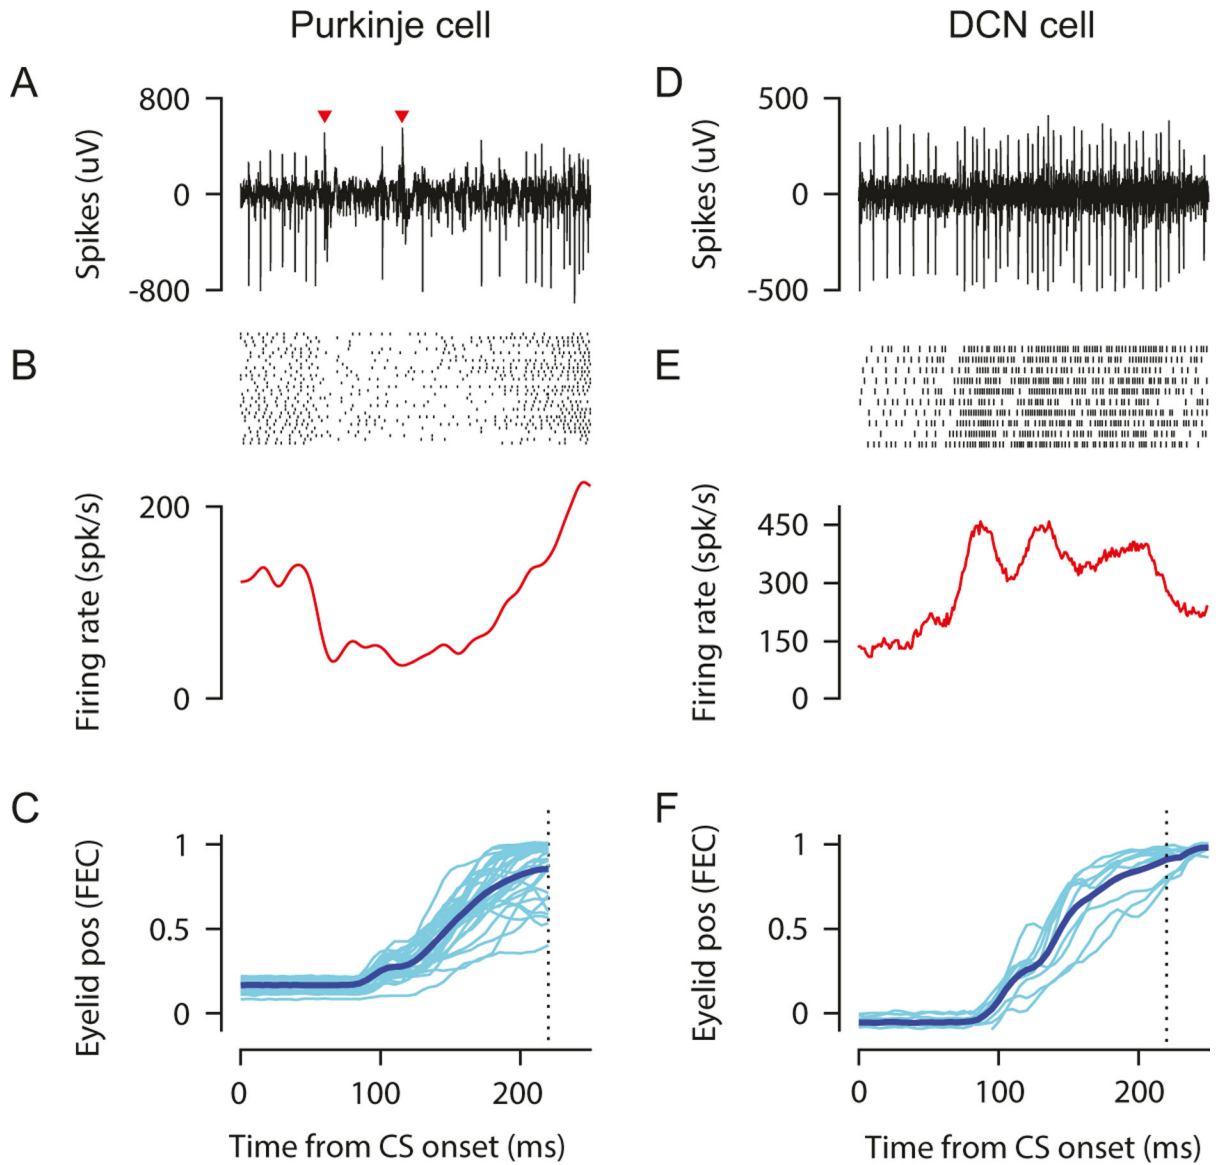 Purkinje cell
DCN cell
A
800
0
-800
Spikes (uV)
D
500
0
-500
Spikes (uV)
B
200
0
Firing rate (spk/s)
E
450
300
150
0
Firing rate (spk/s)
C
1
0.5
0
Eyelid pos (FEC)
0
100
200
Time from CS onset (ms)
F
1
0.5
0
Eyelid pos (FEC)
0
100
200
Time from CS onset (ms)